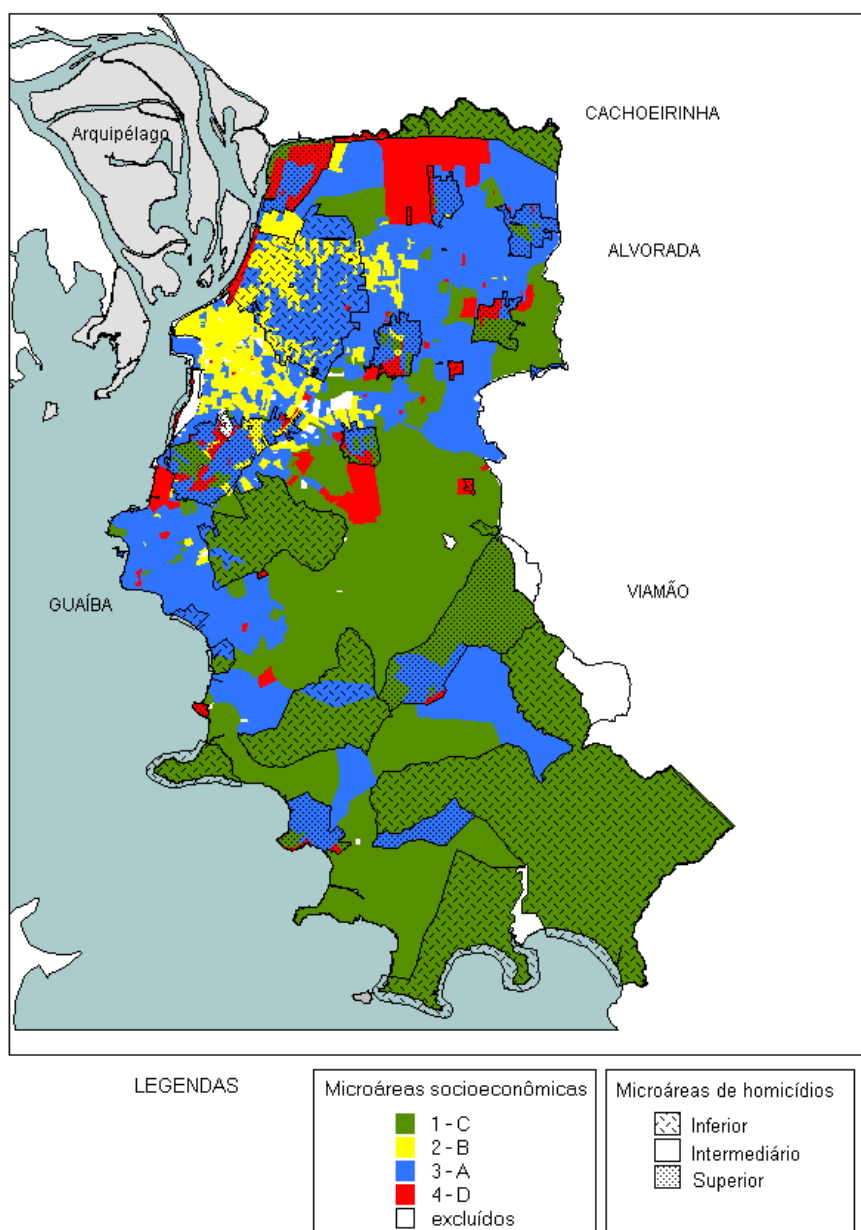 CACHOEIRINHA
Arquipélago
ALVORADA
VIAMÃO
GUAÍBA
LEGENDAS
Microáreas socioeconômicas
1 - C
2 - B
3 - A
4 - D
excluídos
Microáreas de homicídios
Inferior
Intermediário
Superior